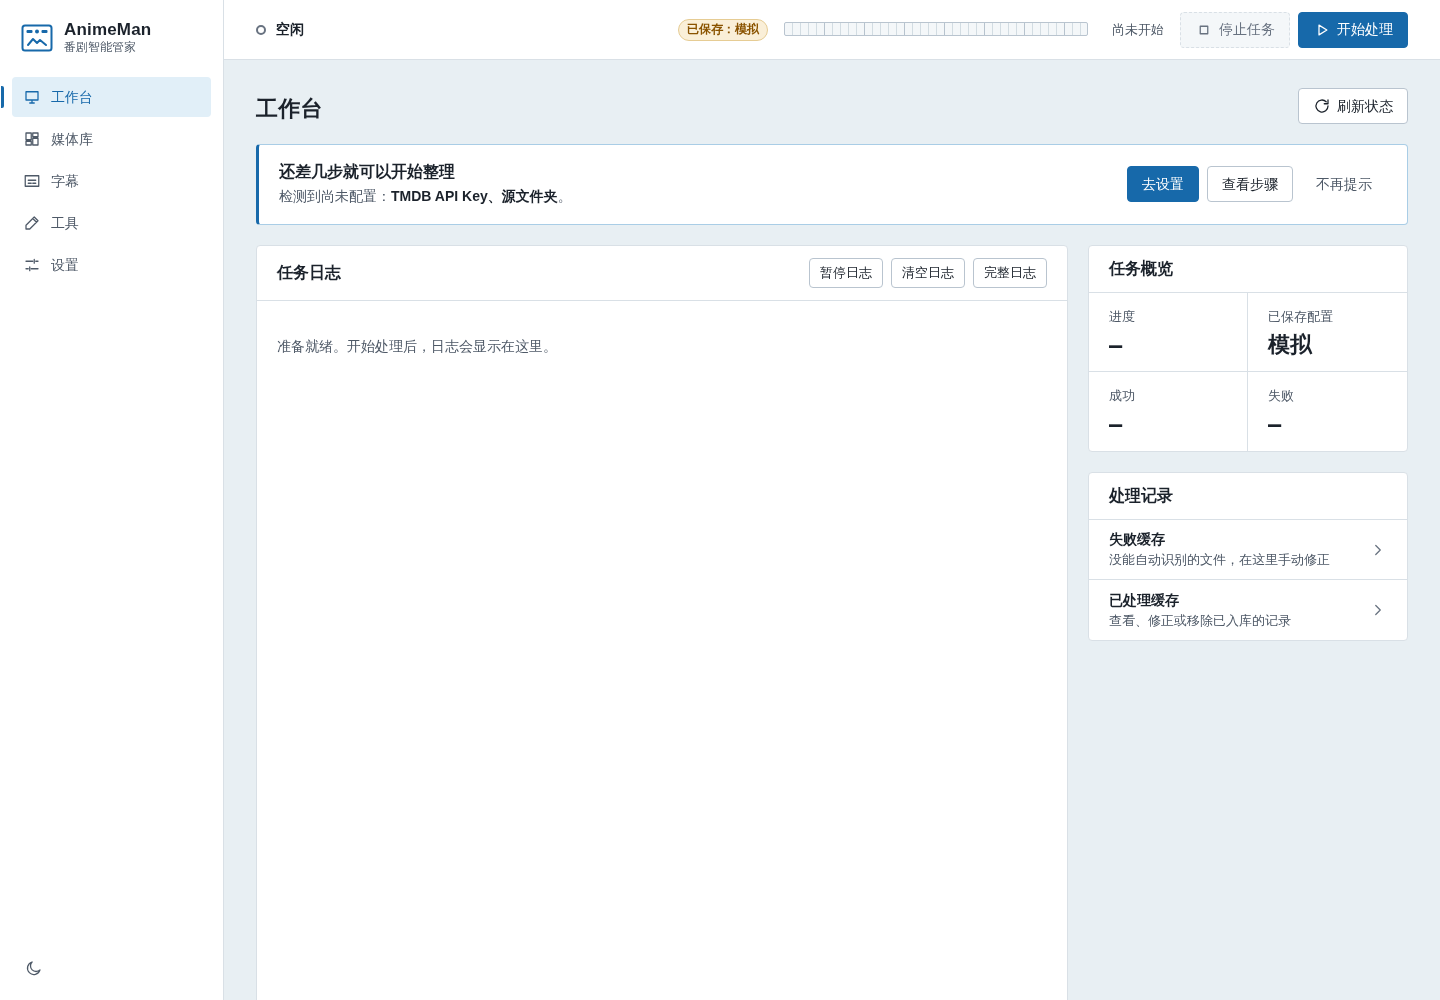 AnimeMan
番剧智能管家
工作台
媒体库
字幕
工具
设置
空闲
已保存：模拟
尚未开始
停止任务
开始处理
工作台
刷新状态
还差几步就可以开始整理
检测到尚未配置：TMDB API Key、源文件夹。
去设置
查看步骤
不再提示
任务日志
暂停日志
清空日志
完整日志
准备就绪。开始处理后，日志会显示在这里。
任务概览
进度
–
已保存配置
模拟
成功
–
失败
–
处理记录
失败缓存
没能自动识别的文件，在这里手动修正
已处理缓存
查看、修正或移除已入库的记录